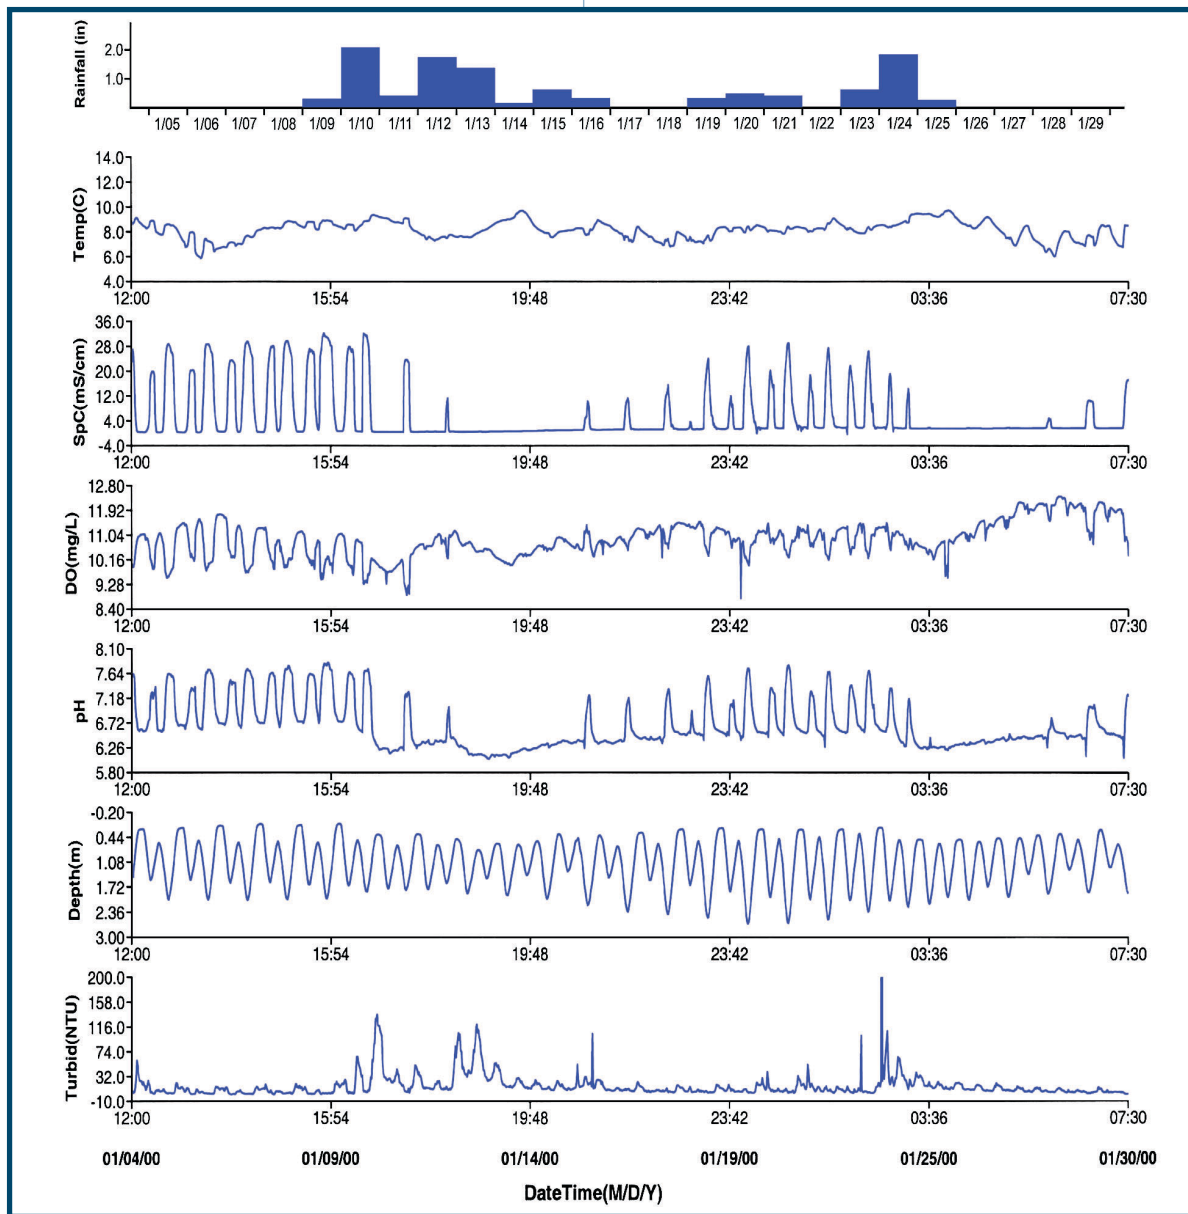 Rainfall (in)
2.0
1.0
1/05 1/06 1/07 1/08 1/09 1/10 1/11 1/12 1/13 1/14 1/15 1/16 1/17 1/18 1/19 1/20 1/21 1/22 1/23 1/24 1/25 1/26 1/27 1/28 1/29
Temp(C)
14.0
12.0
10.0
8.0
6.0
4.0
12:00 15:54 19:48 23:42 03:36 07:30
SpC(mS/cm)
36.0
28.0
20.0
12.0
4.0
-4.0
12:00 15:54 19:48 23:42 03:36 07:30
DO(mg/L)
12.80
11.92
11.04
10.16
9.28
8.40
12:00 15:54 19:48 23:42 03:36 07:30
pH
8.10
7.64
7.18
6.72
6.26
5.80
12:00 15:54 19:48 23:42 03:36 07:30
Depth(m)
-0.20
0.44
1.08
1.72
2.36
3.00
12:00 15:54 19:48 23:42 03:36 07:30
Turbid(NTU)
200.0
158.0
116.0
74.0
32.0
-10.0
12:00 15:54 19:48 23:42 03:36 07:30
01/04/00 01/09/00 01/14/00 01/19/00 01/25/00 01/30/00
DateTime(M/D/Y)